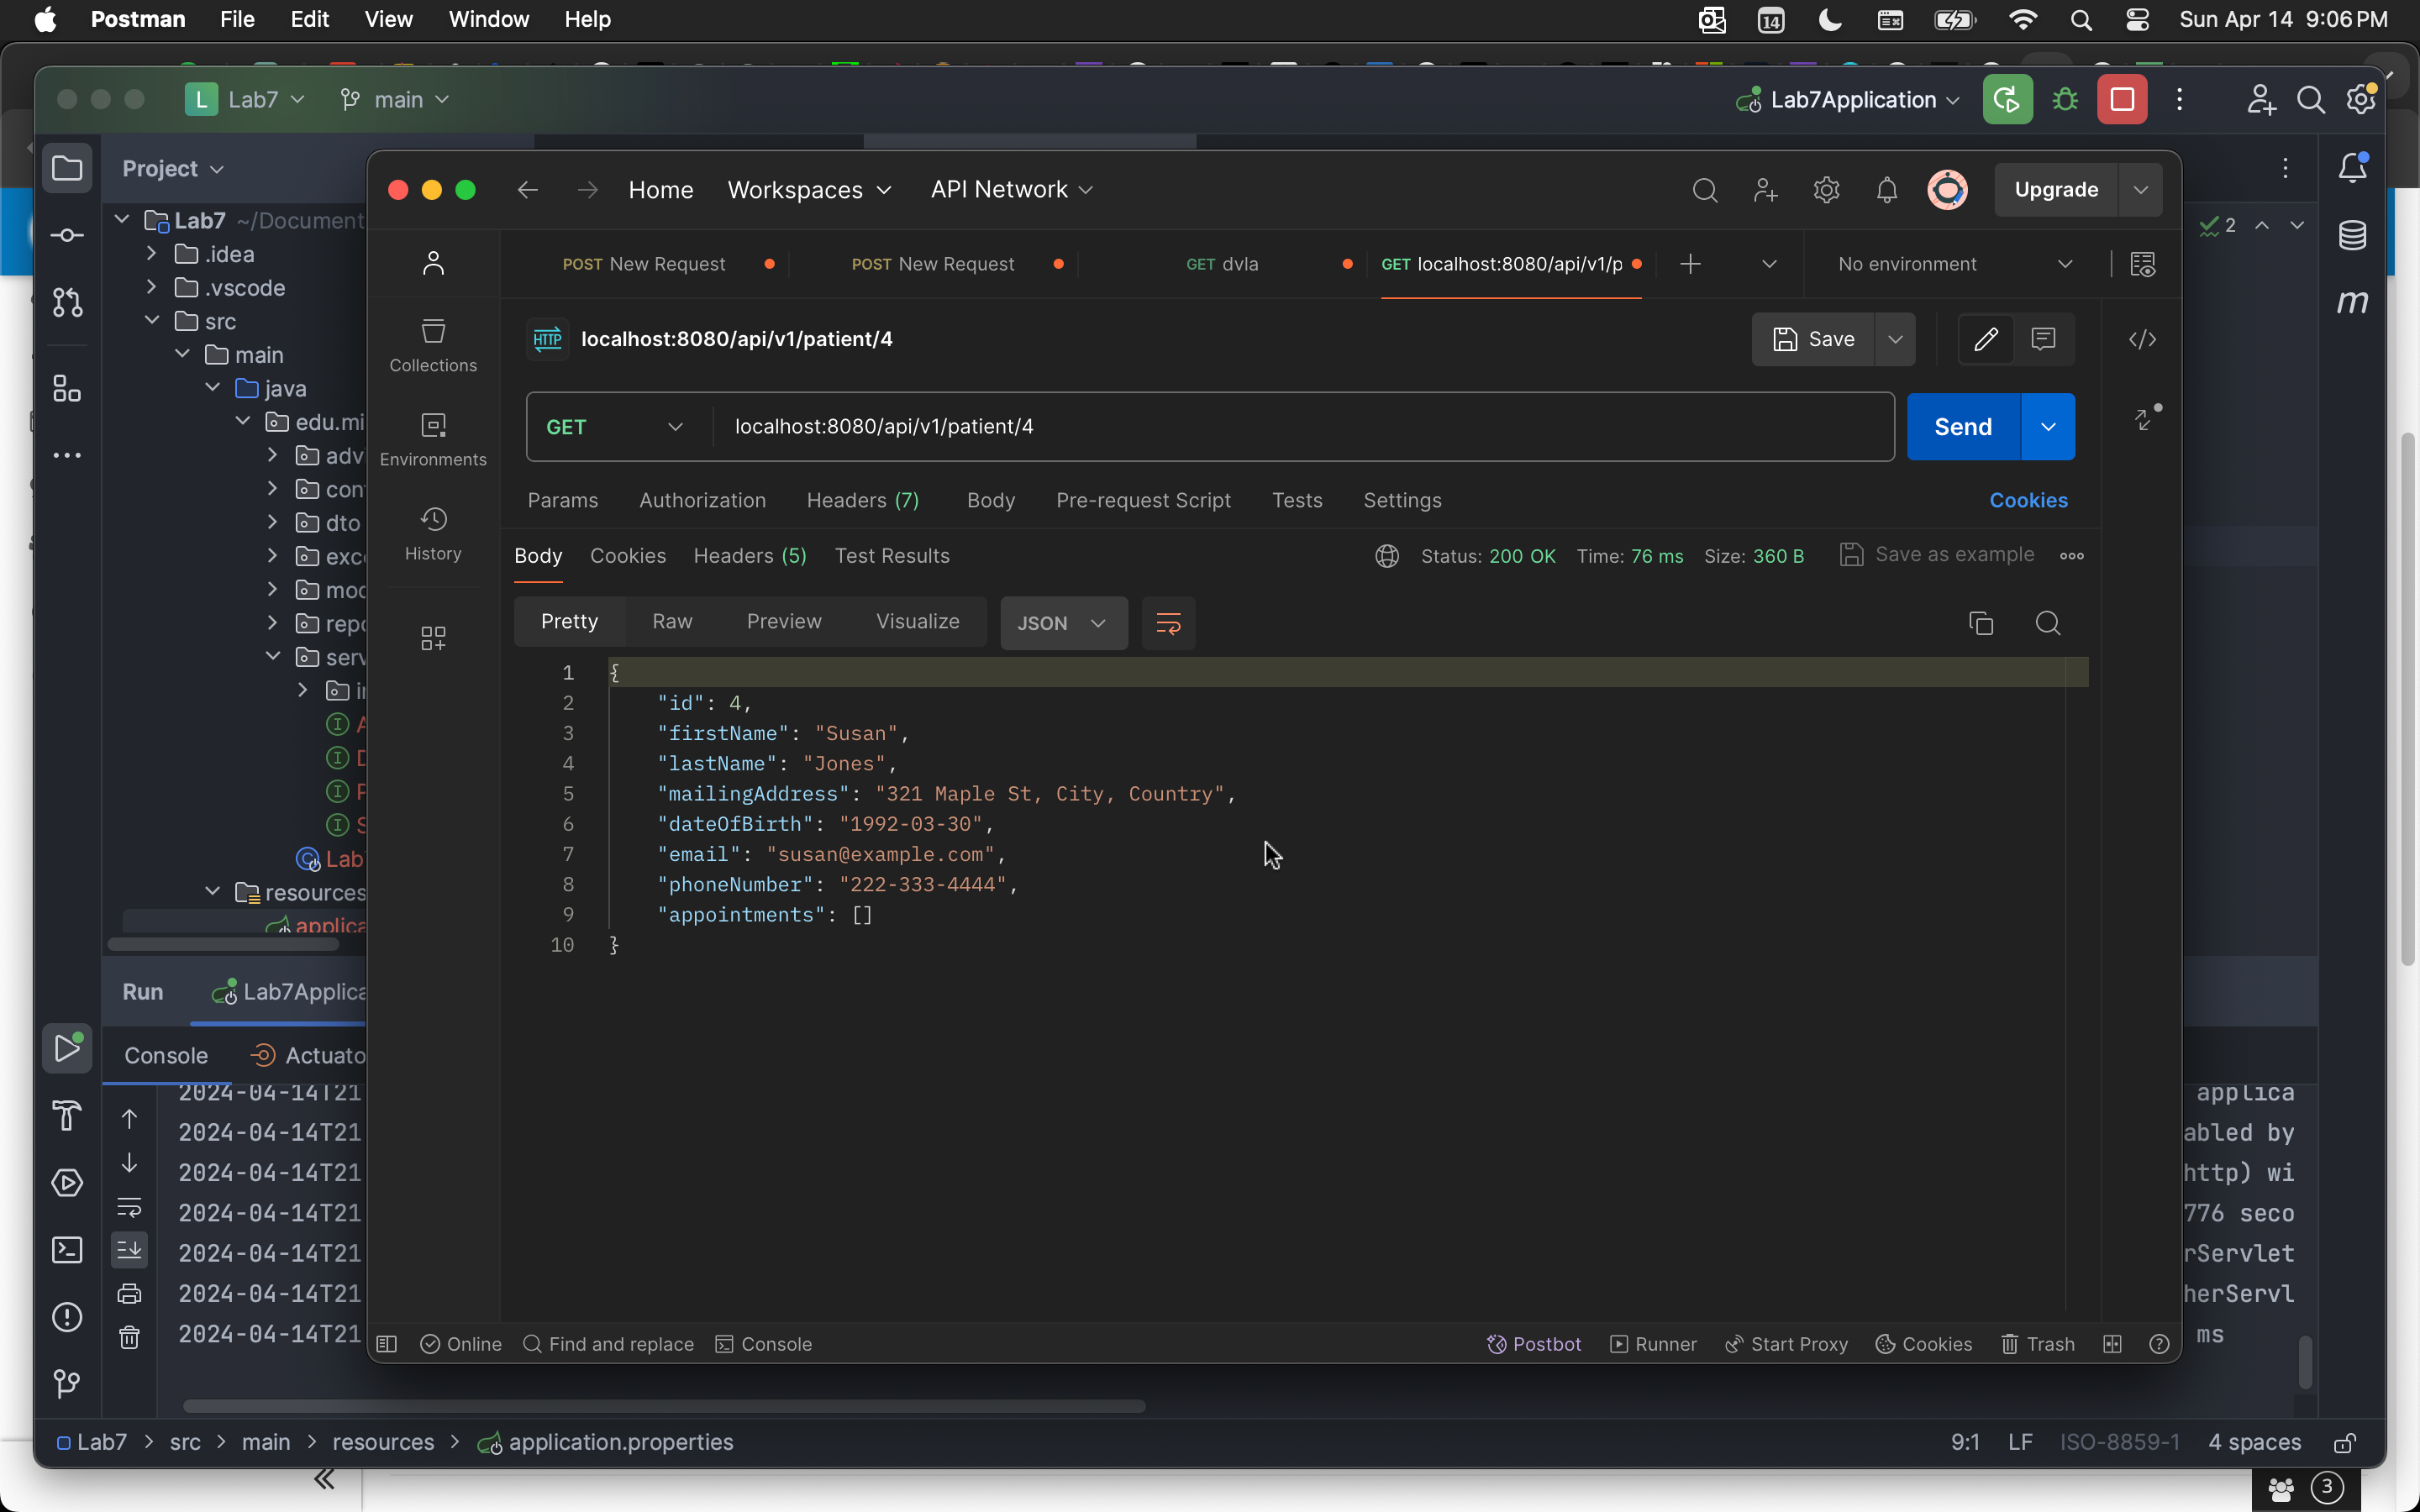 Postman File Edit View Window Help
14
Sun Apr 14 9:06 PM
L Lab7 main
Lab7Application
Project
Home Workspaces API Network
Upgrade
Lab7 ~/Document
.idea
.vscode
src
main
java
edu.mi
adv
con
dto
exc
mod
repo
serv
resources
applica
Collections
Environments
History
POST New Request
POST New Request
GET dvla
GET localhost:8080/api/v1/p
No environment
2
m
HTTP localhost:8080/api/v1/patient/4
Save
</>
GET localhost:8080/api/v1/patient/4
Send
Params Authorization Headers (7) Body Pre-request Script Tests Settings
Cookies
Body Cookies Headers (5) Test Results
Status: 200 OK Time: 76 ms Size: 360 B Save as example
Pretty Raw Preview Visualize JSON
1 {
2 "id": 4,
3 "firstName": "Susan",
4 "lastName": "Jones",
5 "mailingAddress": "321 Maple St, City, Country",
6 "dateOfBirth": "1992-03-30",
7 "email": "susan@example.com",
8 "phoneNumber": "222-333-4444",
9 "appointments": []
10 }
Run Lab7Applica
Console Actuato
2024-04-14T21
2024-04-14T21
2024-04-14T21
2024-04-14T21
2024-04-14T21
2024-04-14T21
2024-04-14T21
applica
abled by
http) wi
776 seco
rServlet
herServl
ms
Online Find and replace Console
Postbot Runner Start Proxy Cookies Trash
Lab7 > src > main > resources > application.properties
9:1 LF ISO-8859-1 4 spaces
3